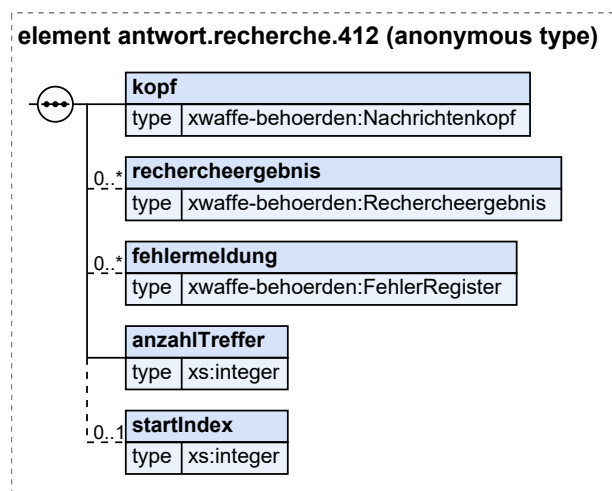 element antwort.recherche.412 (anonymous type)
kopf
type xwaffe-behoerden:Nachrichtenkopf
0..* rechercheergebnis
type xwaffe-behoerden:Rechercheergebnis
0..* fehlermeldung
type xwaffe-behoerden:FehlerRegister
anzahlTreffer
type xs:integer
0..1 startIndex
type xs:integer